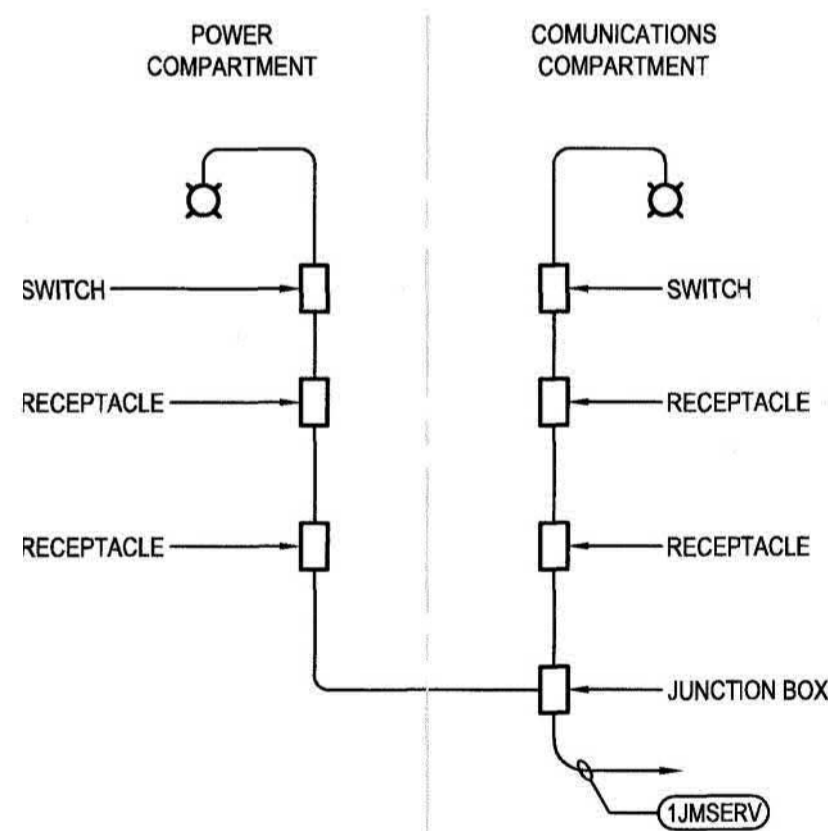 POWER
COMPARTMENT
COMUNICATIONS
COMPARTMENT
SWITCH
SWITCH
RECEPTACLE
RECEPTACLE
RECEPTACLE
RECEPTACLE
JUNCTION BOX
1JMSERV